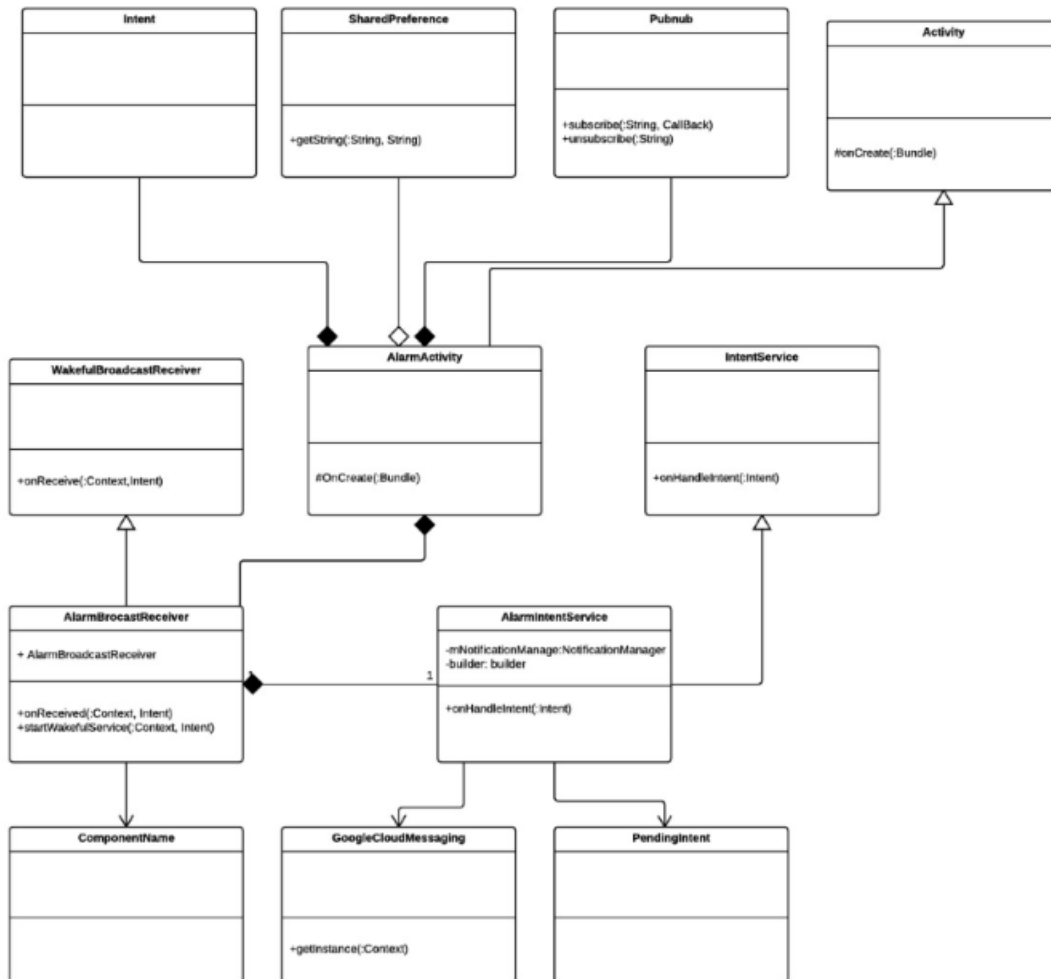 Intent
SharedPreference
+getString(:String, String)
Pubnub
+subscribe(:String, CallBack)
+unsubscribe(:String)
Activity
#onCreate(:Bundle)
WakefulBroadcastReceiver
+onReceive(:Context,Intent)
AlarmActivity
#OnCreate(:Bundle)
IntentService
+onHandleIntent(:Intent)
AlarmBrocastReceiver
+ AlarmBroadcastReceiver
+onReceived(:Context, Intent)
+startWakefulService(:Context, Intent)
1
1
AlarmIntentService
-mNotificationManage:NotificationManager
-builder: builder
+onHandleIntent(:Intent)
ComponentName
GoogleCloudMessaging
+getInstance(:Context)
PendingIntent